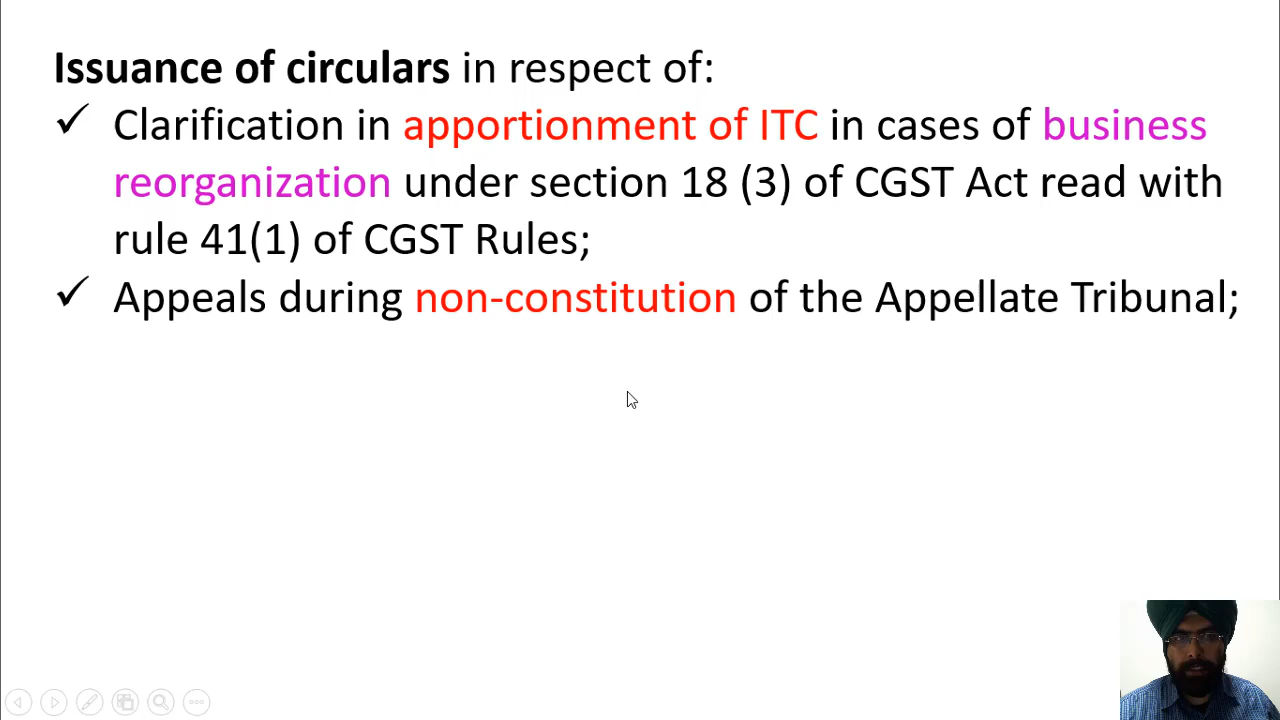 Issuance of circulars in respect of:
✓ Clarification in apportionment of ITC in cases of business
reorganization under section 18 (3) of CGST Act read with
rule 41(1) of CGST Rules;
✓ Appeals during non-constitution of the Appellate Tribunal;